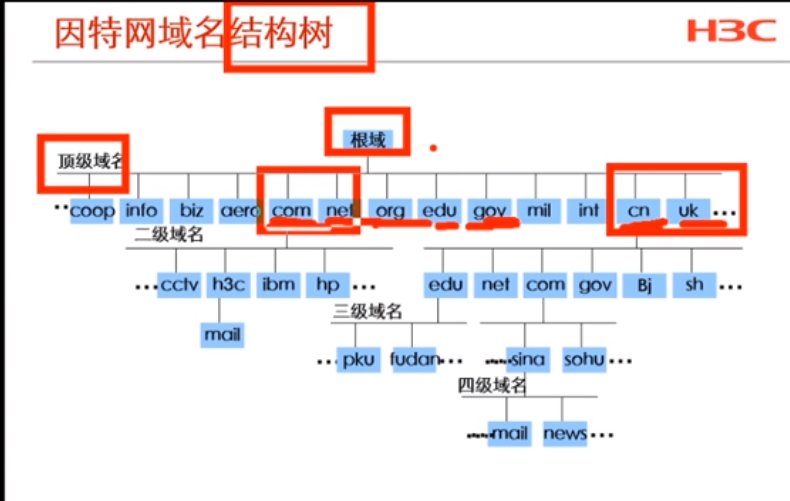 因特网域名结构树
H3C
根域
顶级域名
··coop info biz aero com net org edu gov mil int cn uk ···
二级域名
···cctv h3c ibm hp ··· edu net com gov Bj sh ···
mail
三级域名
···pku fudan··· ···sina sohu ···
四级域名
···mail news ···